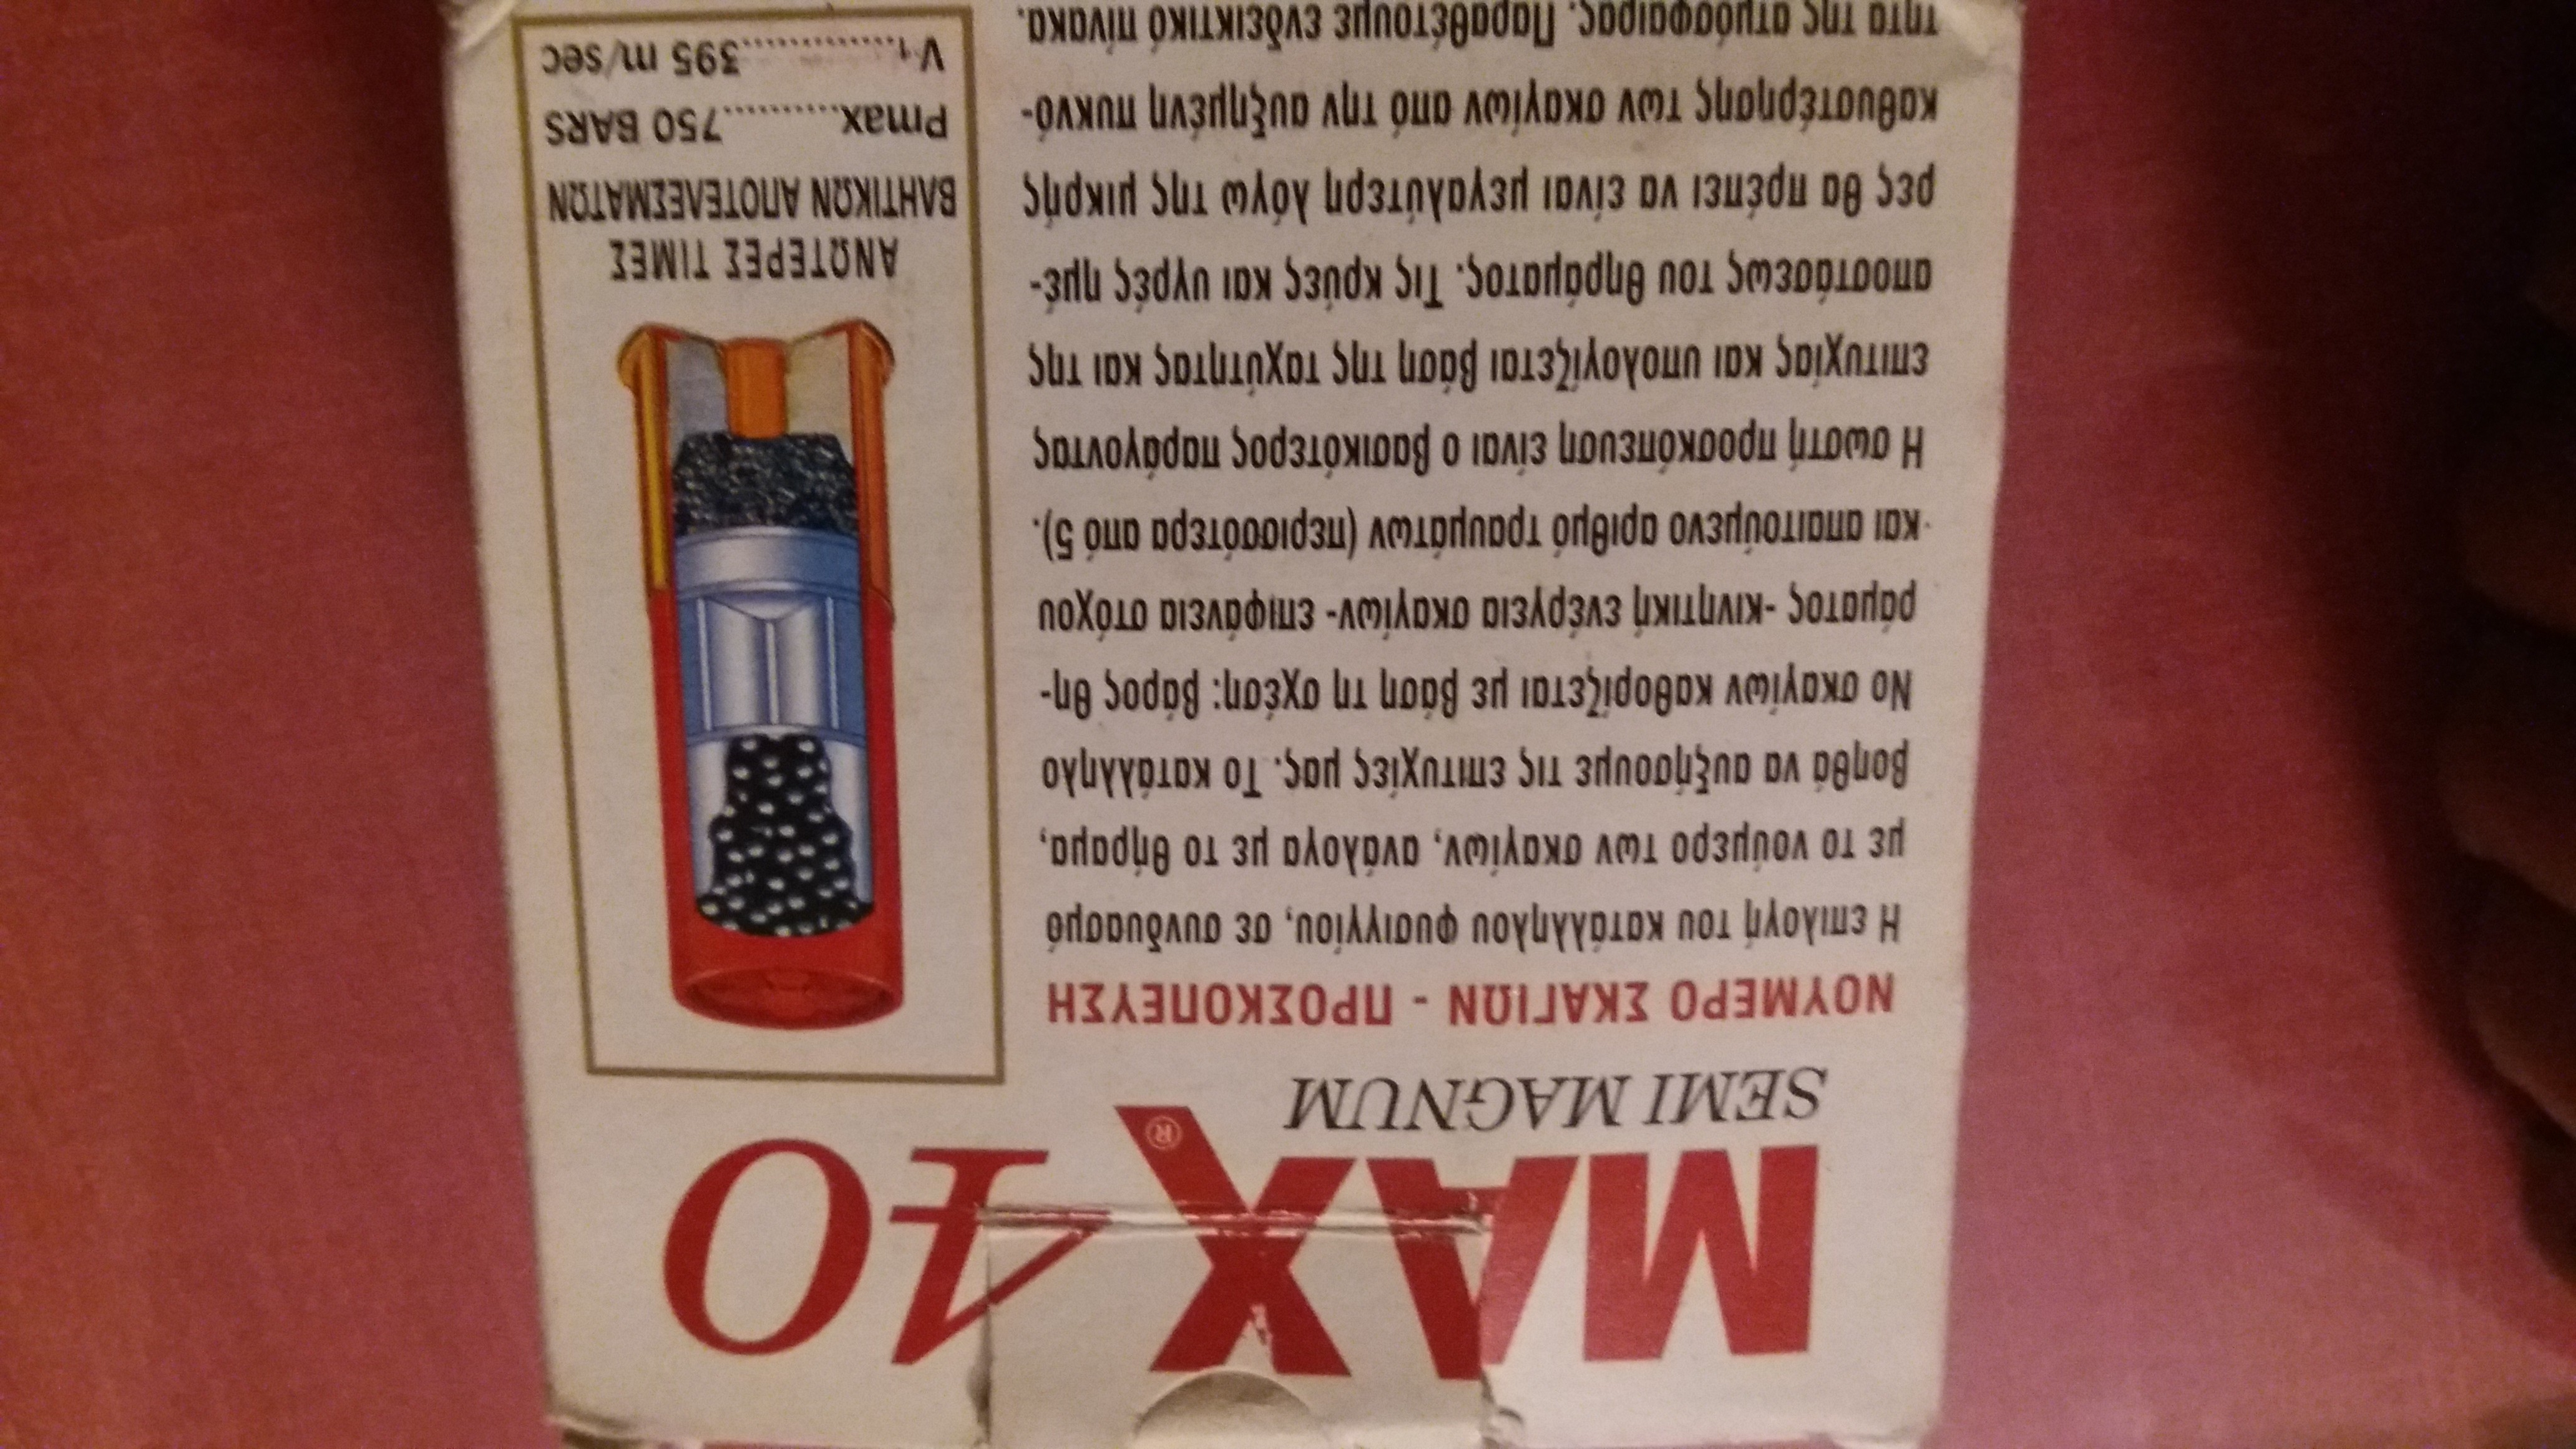 MAX® 40
SEMI MAGNUM
ΝΟΥΜΕΡΟ ΣΚΑΓΙΩΝ - ΠΡΟΣΚΟΠΕΥΣΗ
Η επιλογή του κατάλληλου φυσιγγίου, σε συνδυασμό
με το νούμερο των σκαγίων, ανάλογα με το θήραμα,
βοηθά να αυξήσουμε τις επιτυχίες μας. Το κατάλληλο
Νο σκαγίων καθορίζεται με βάση τη σχέση: βάρος θη-
ράματος -κινητική ενέργεια σκαγίων- επιφάνεια στόχου
και απαιτούμενο αριθμό τραυμάτων (περισσότερα από 5).
Η σωστή προσκόπευση είναι ο βασικότερος παράγοντας
επιτυχίας και υπολογίζεται βάση της ταχύτητας και της
αποστάσεως του θηράματος. Τις κρύες και υγρές ημέ-
ρες θα πρέπει να είναι μεγαλύτερη λόγω της μικρής
καθυστέρησης των σκαγίων από την αυξημένη πυκνό-
τητα της ατμόσφαιρας. Παραθέτουμε ενδεικτικό πίνακα.
ΑΝΩΤΕΡΕΣ ΤΙΜΕΣ
ΒΛΗΤΙΚΩΝ ΑΠΟΤΕΛΕΣΜΑΤΩΝ
Pmax...........750 BARS
V1..............395 m/sec